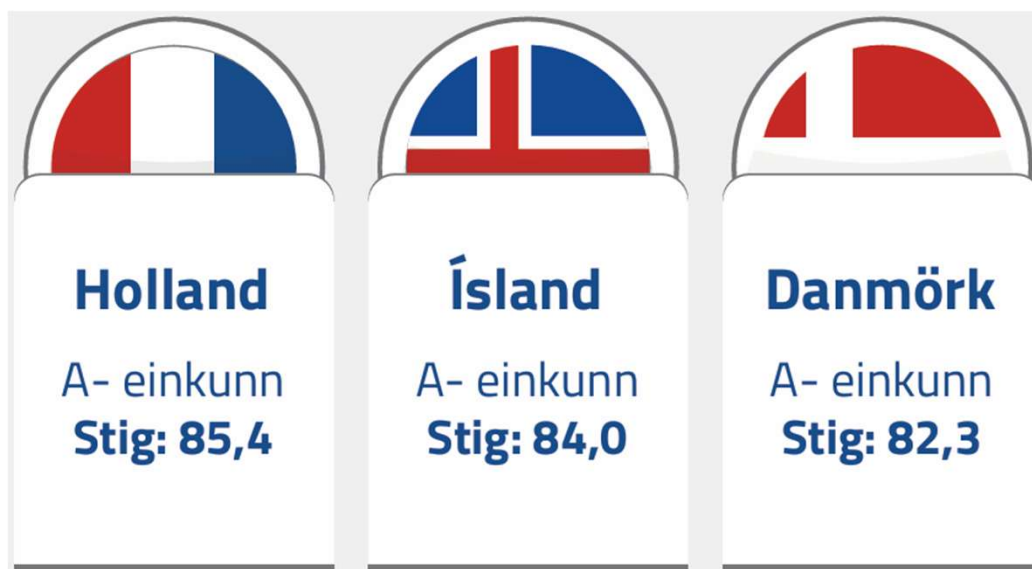 Holland
A- einkunn
Stig: 85,4
Ísland
A- einkunn
Stig: 84,0
Danmörk
A- einkunn
Stig: 82,3